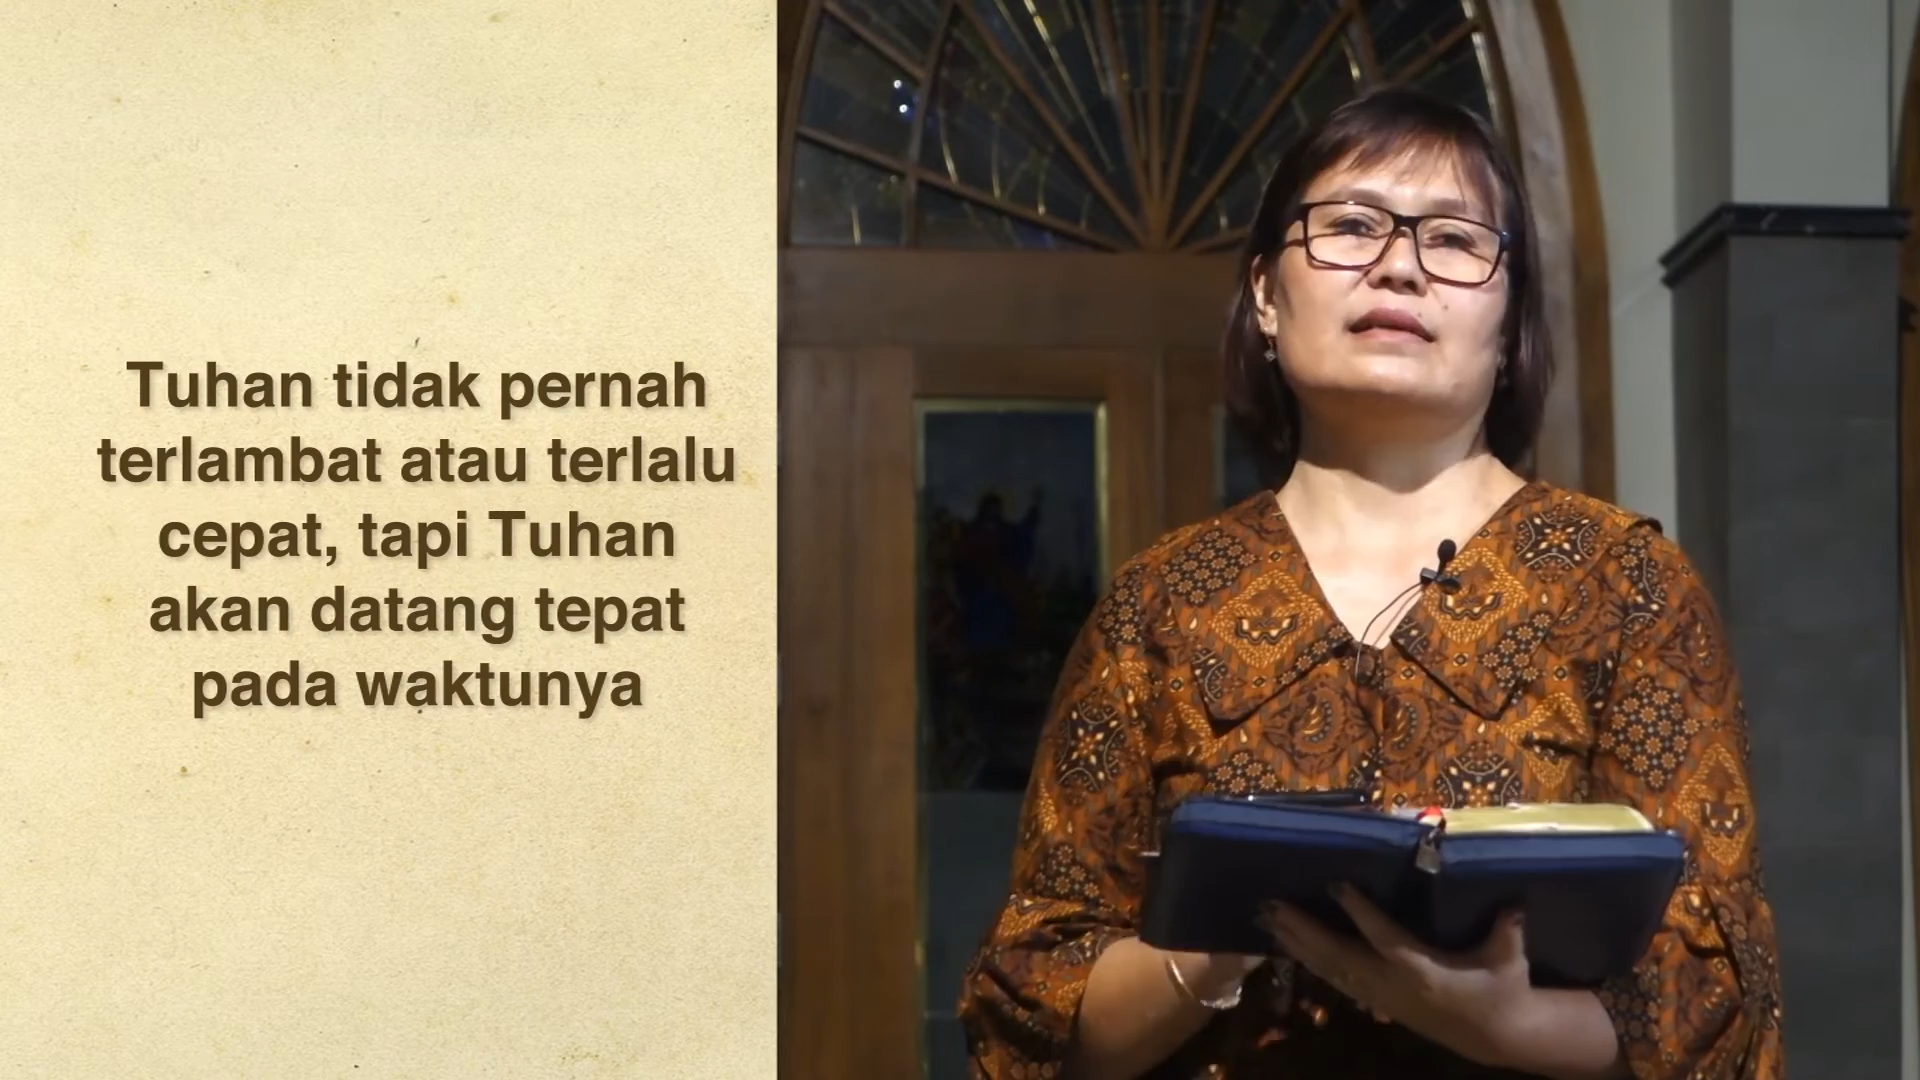 Tuhan tidak pernah
terlambat atau terlalu
cepat, tapi Tuhan
akan datang tepat
pada waktunya